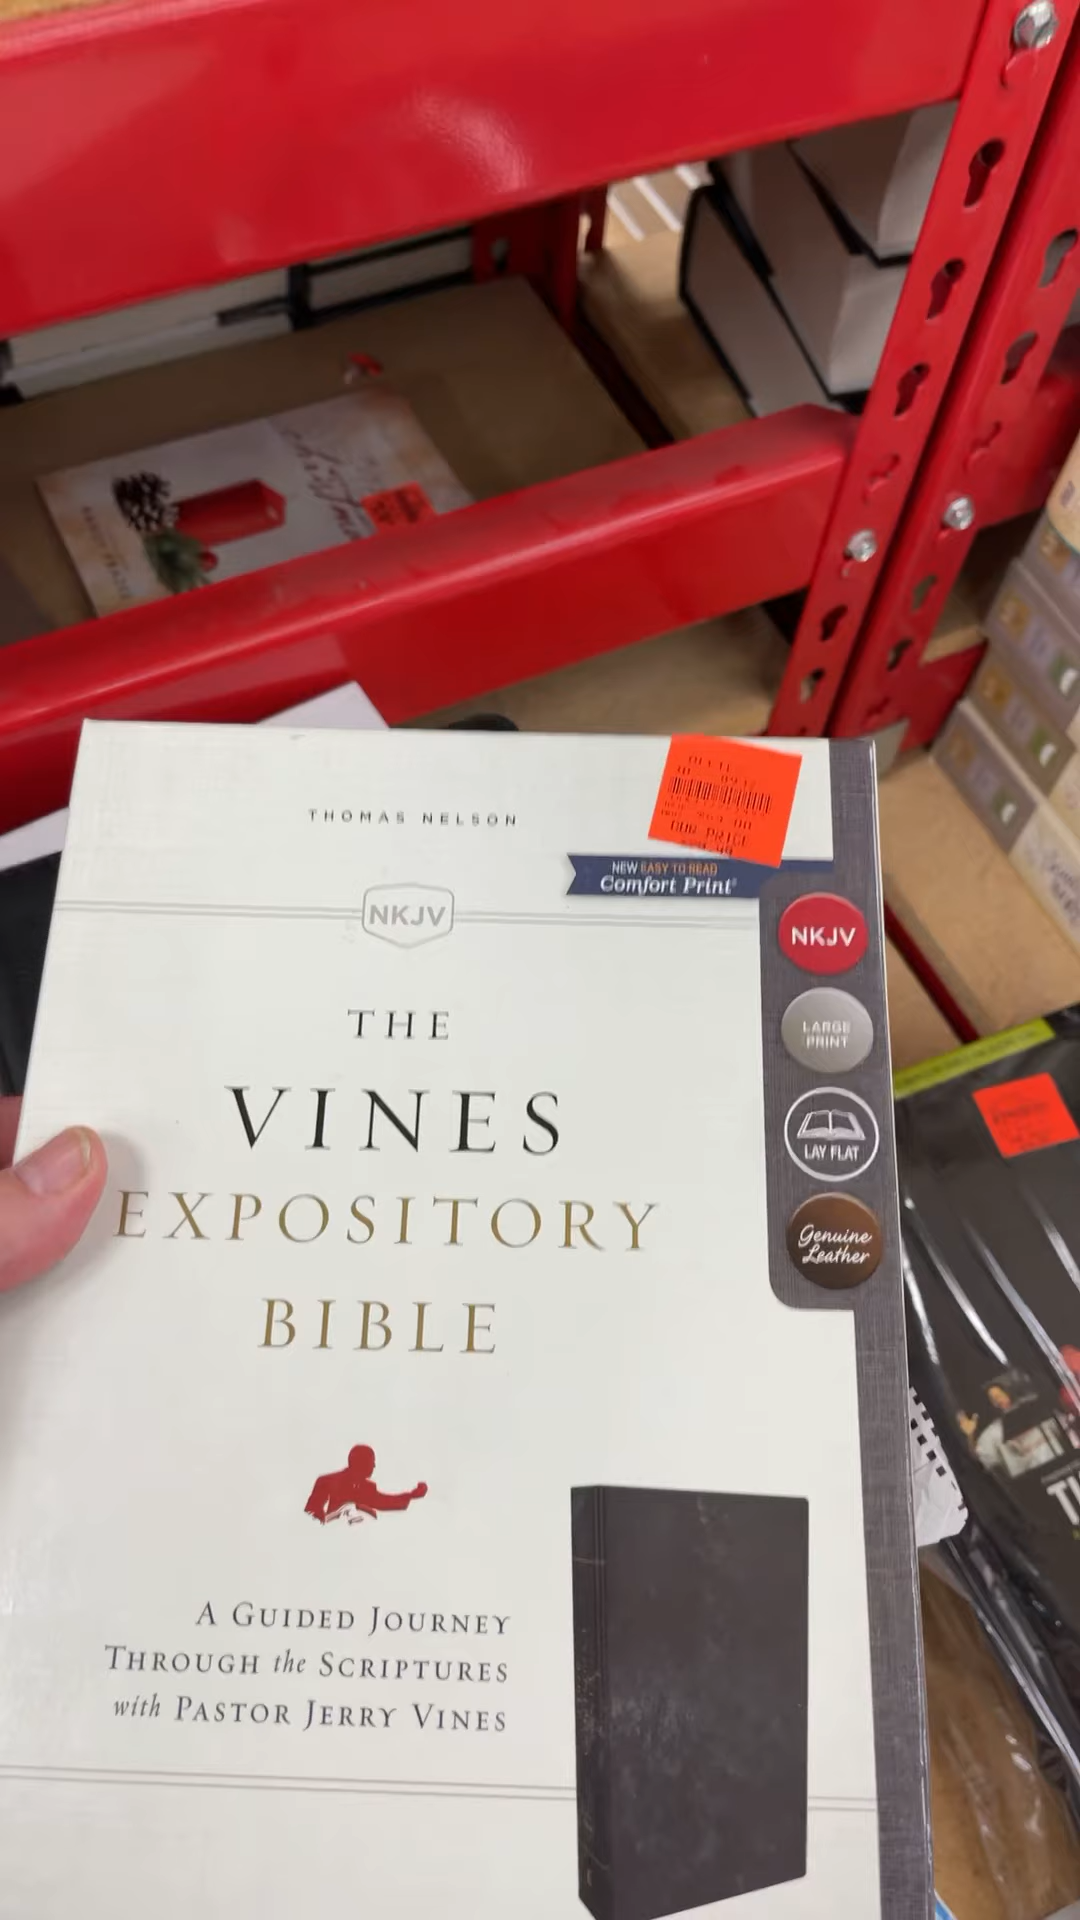 Christmas
THOMAS NELSON
OUR PRICE
NEW EASY TO READ
Comfort Print®
NKJV
NKJV
LARGE
PRINT
LAY FLAT
Genuine
Leather
THE
VINES
EXPOSITORY
BIBLE
A GUIDED JOURNEY
THROUGH the SCRIPTURES
with PASTOR JERRY VINES